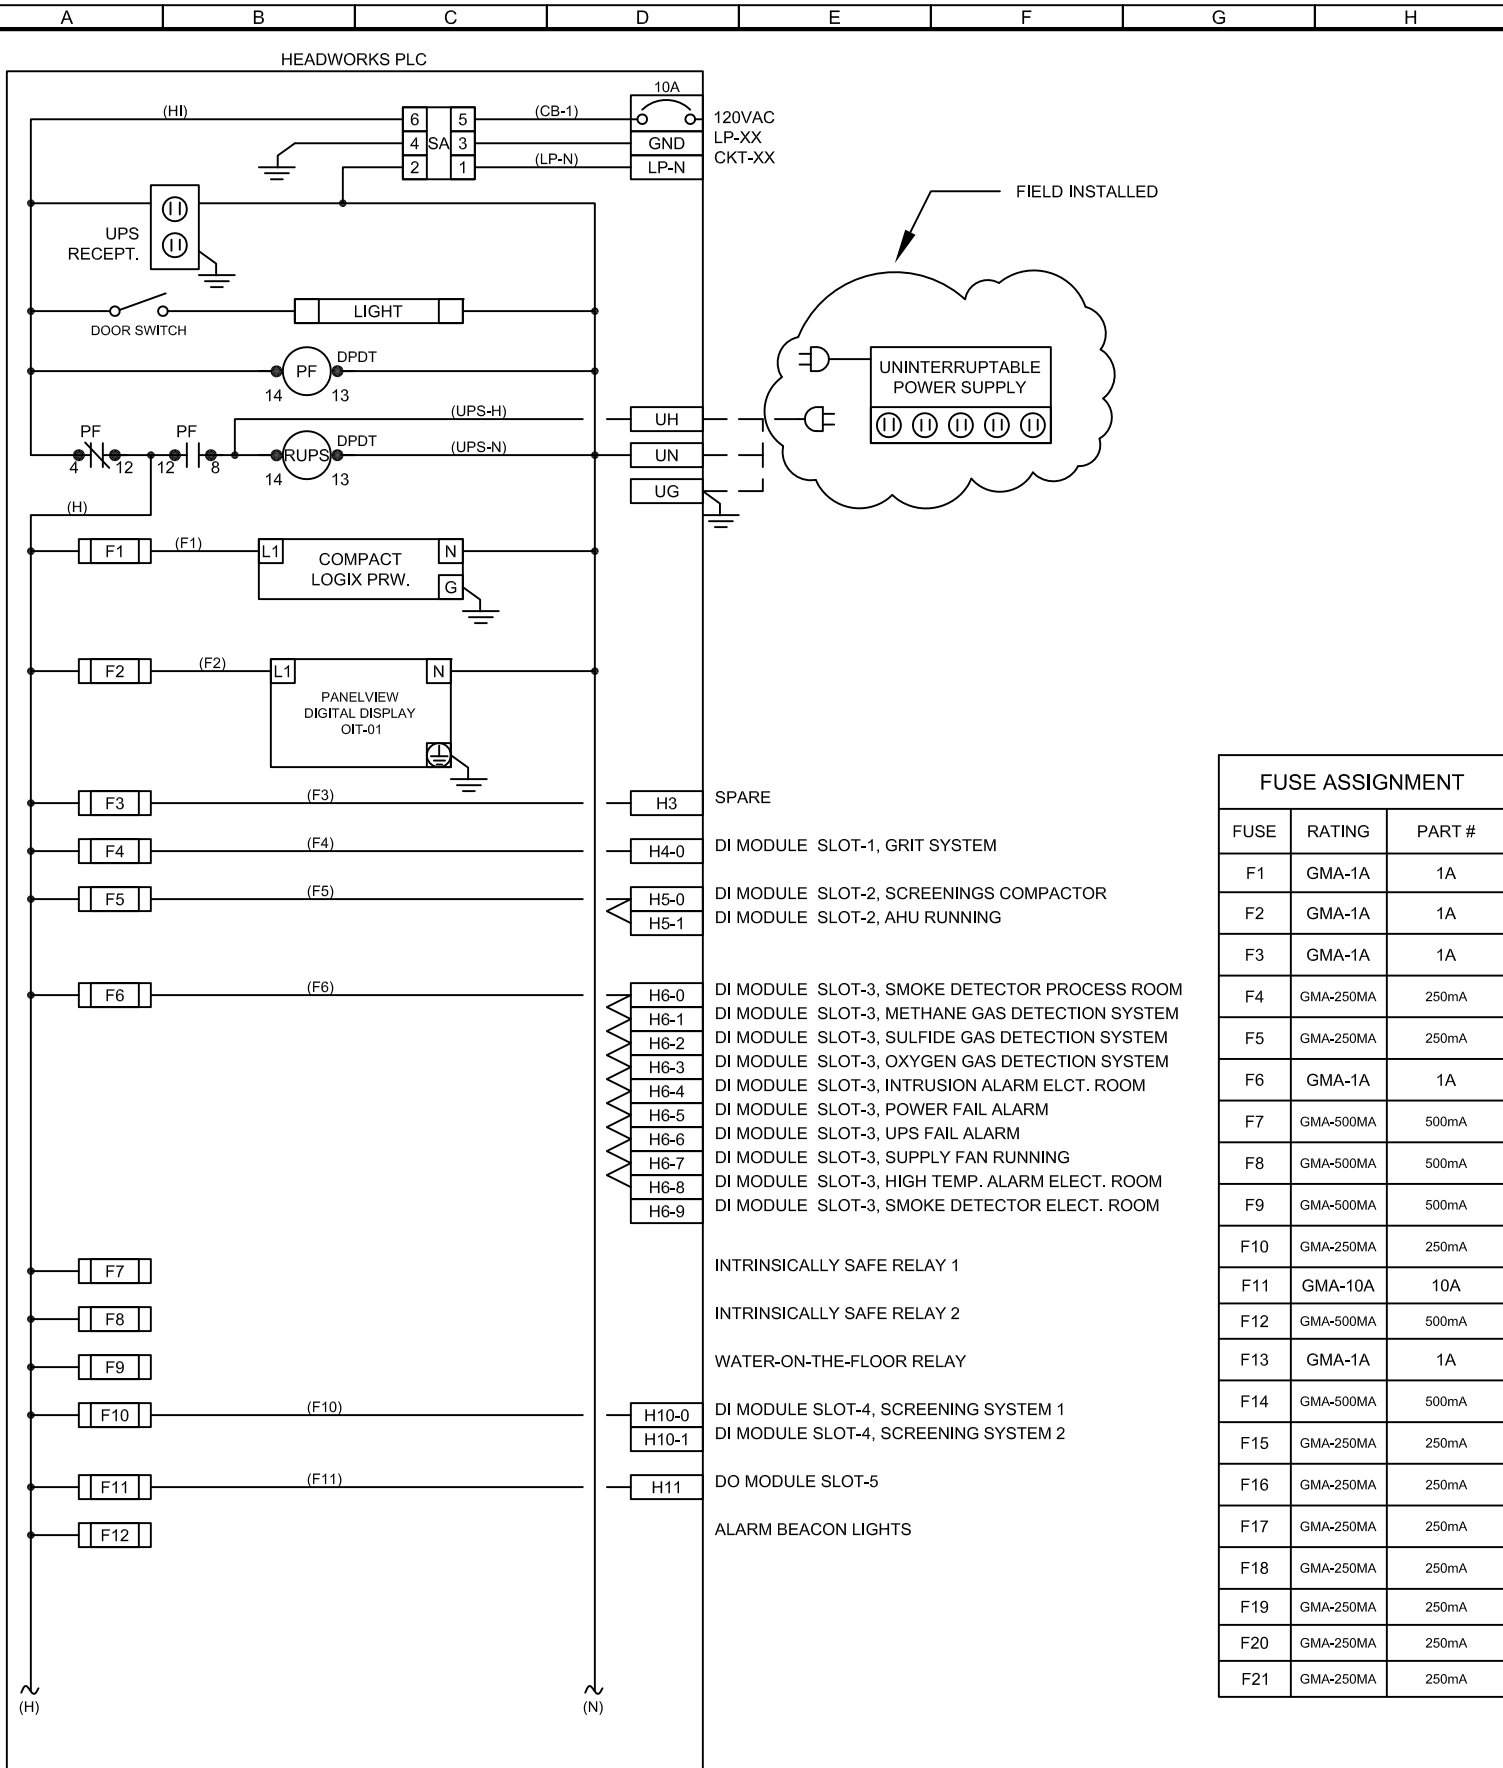 A B C D E F G H
HEADWORKS PLC
10A
(HI) 6 5 (CB-1) 120VAC
4 SA 3 GND LP-XX
2 1 (LP-N) LP-N CKT-XX
FIELD INSTALLED
UPS
RECEPT.
DOOR SWITCH
LIGHT
PF DPDT
14 13
UNINTERRUPTABLE
POWER SUPPLY
(UPS-H) UH
PF PF RUPS DPDT (UPS-N) UN
4 12 12 8 14 13
UG
(H)
F1 (F1) L1 N
COMPACT
LOGIX PRW.
G
F2 (F2) L1 N
PANELVIEW
DIGITAL DISPLAY
OIT-01
F3 (F3) H3 SPARE
F4 (F4) H4-0 DI MODULE SLOT-1, GRIT SYSTEM
F5 (F5) H5-0 DI MODULE SLOT-2, SCREENINGS COMPACTOR
H5-1 DI MODULE SLOT-2, AHU RUNNING
F6 (F6) H6-0 DI MODULE SLOT-3, SMOKE DETECTOR PROCESS ROOM
H6-1 DI MODULE SLOT-3, METHANE GAS DETECTION SYSTEM
H6-2 DI MODULE SLOT-3, SULFIDE GAS DETECTION SYSTEM
H6-3 DI MODULE SLOT-3, OXYGEN GAS DETECTION SYSTEM
H6-4 DI MODULE SLOT-3, INTRUSION ALARM ELCT. ROOM
H6-5 DI MODULE SLOT-3, POWER FAIL ALARM
H6-6 DI MODULE SLOT-3, UPS FAIL ALARM
H6-7 DI MODULE SLOT-3, SUPPLY FAN RUNNING
H6-8 DI MODULE SLOT-3, HIGH TEMP. ALARM ELECT. ROOM
H6-9 DI MODULE SLOT-3, SMOKE DETECTOR ELECT. ROOM
F7 INTRINSICALLY SAFE RELAY 1
F8 INTRINSICALLY SAFE RELAY 2
F9 WATER-ON-THE-FLOOR RELAY
F10 (F10) H10-0 DI MODULE SLOT-4, SCREENING SYSTEM 1
H10-1 DI MODULE SLOT-4, SCREENING SYSTEM 2
F11 (F11) H11 DO MODULE SLOT-5
F12 ALARM BEACON LIGHTS
(H) (N)
FUSE ASSIGNMENT
FUSE RATING PART #
F1 GMA-1A 1A
F2 GMA-1A 1A
F3 GMA-1A 1A
F4 GMA-250MA 250mA
F5 GMA-250MA 250mA
F6 GMA-1A 1A
F7 GMA-500MA 500mA
F8 GMA-500MA 500mA
F9 GMA-500MA 500mA
F10 GMA-250MA 250mA
F11 GMA-10A 10A
F12 GMA-500MA 500mA
F13 GMA-1A 1A
F14 GMA-500MA 500mA
F15 GMA-250MA 250mA
F16 GMA-250MA 250mA
F17 GMA-250MA 250mA
F18 GMA-250MA 250mA
F19 GMA-250MA 250mA
F20 GMA-250MA 250mA
F21 GMA-250MA 250mA